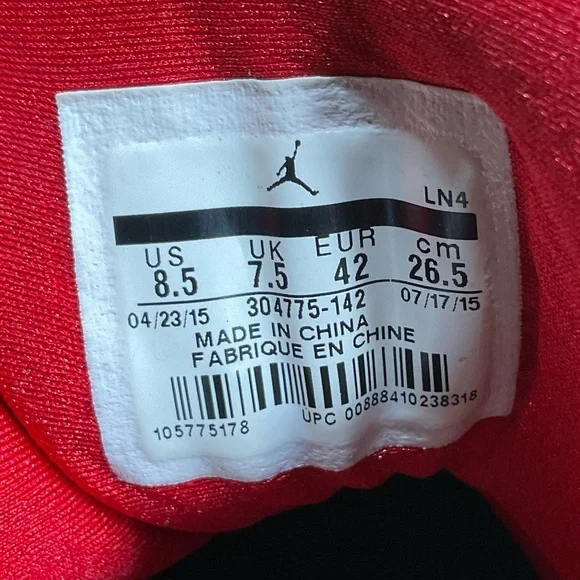 LN4
US UK EUR cm
8.5 7.5 42 26.5
04/23/15 304775-142 07/17/15
MADE IN CHINA
FABRIQUE EN CHINE
105775178 UPC 00888410238318